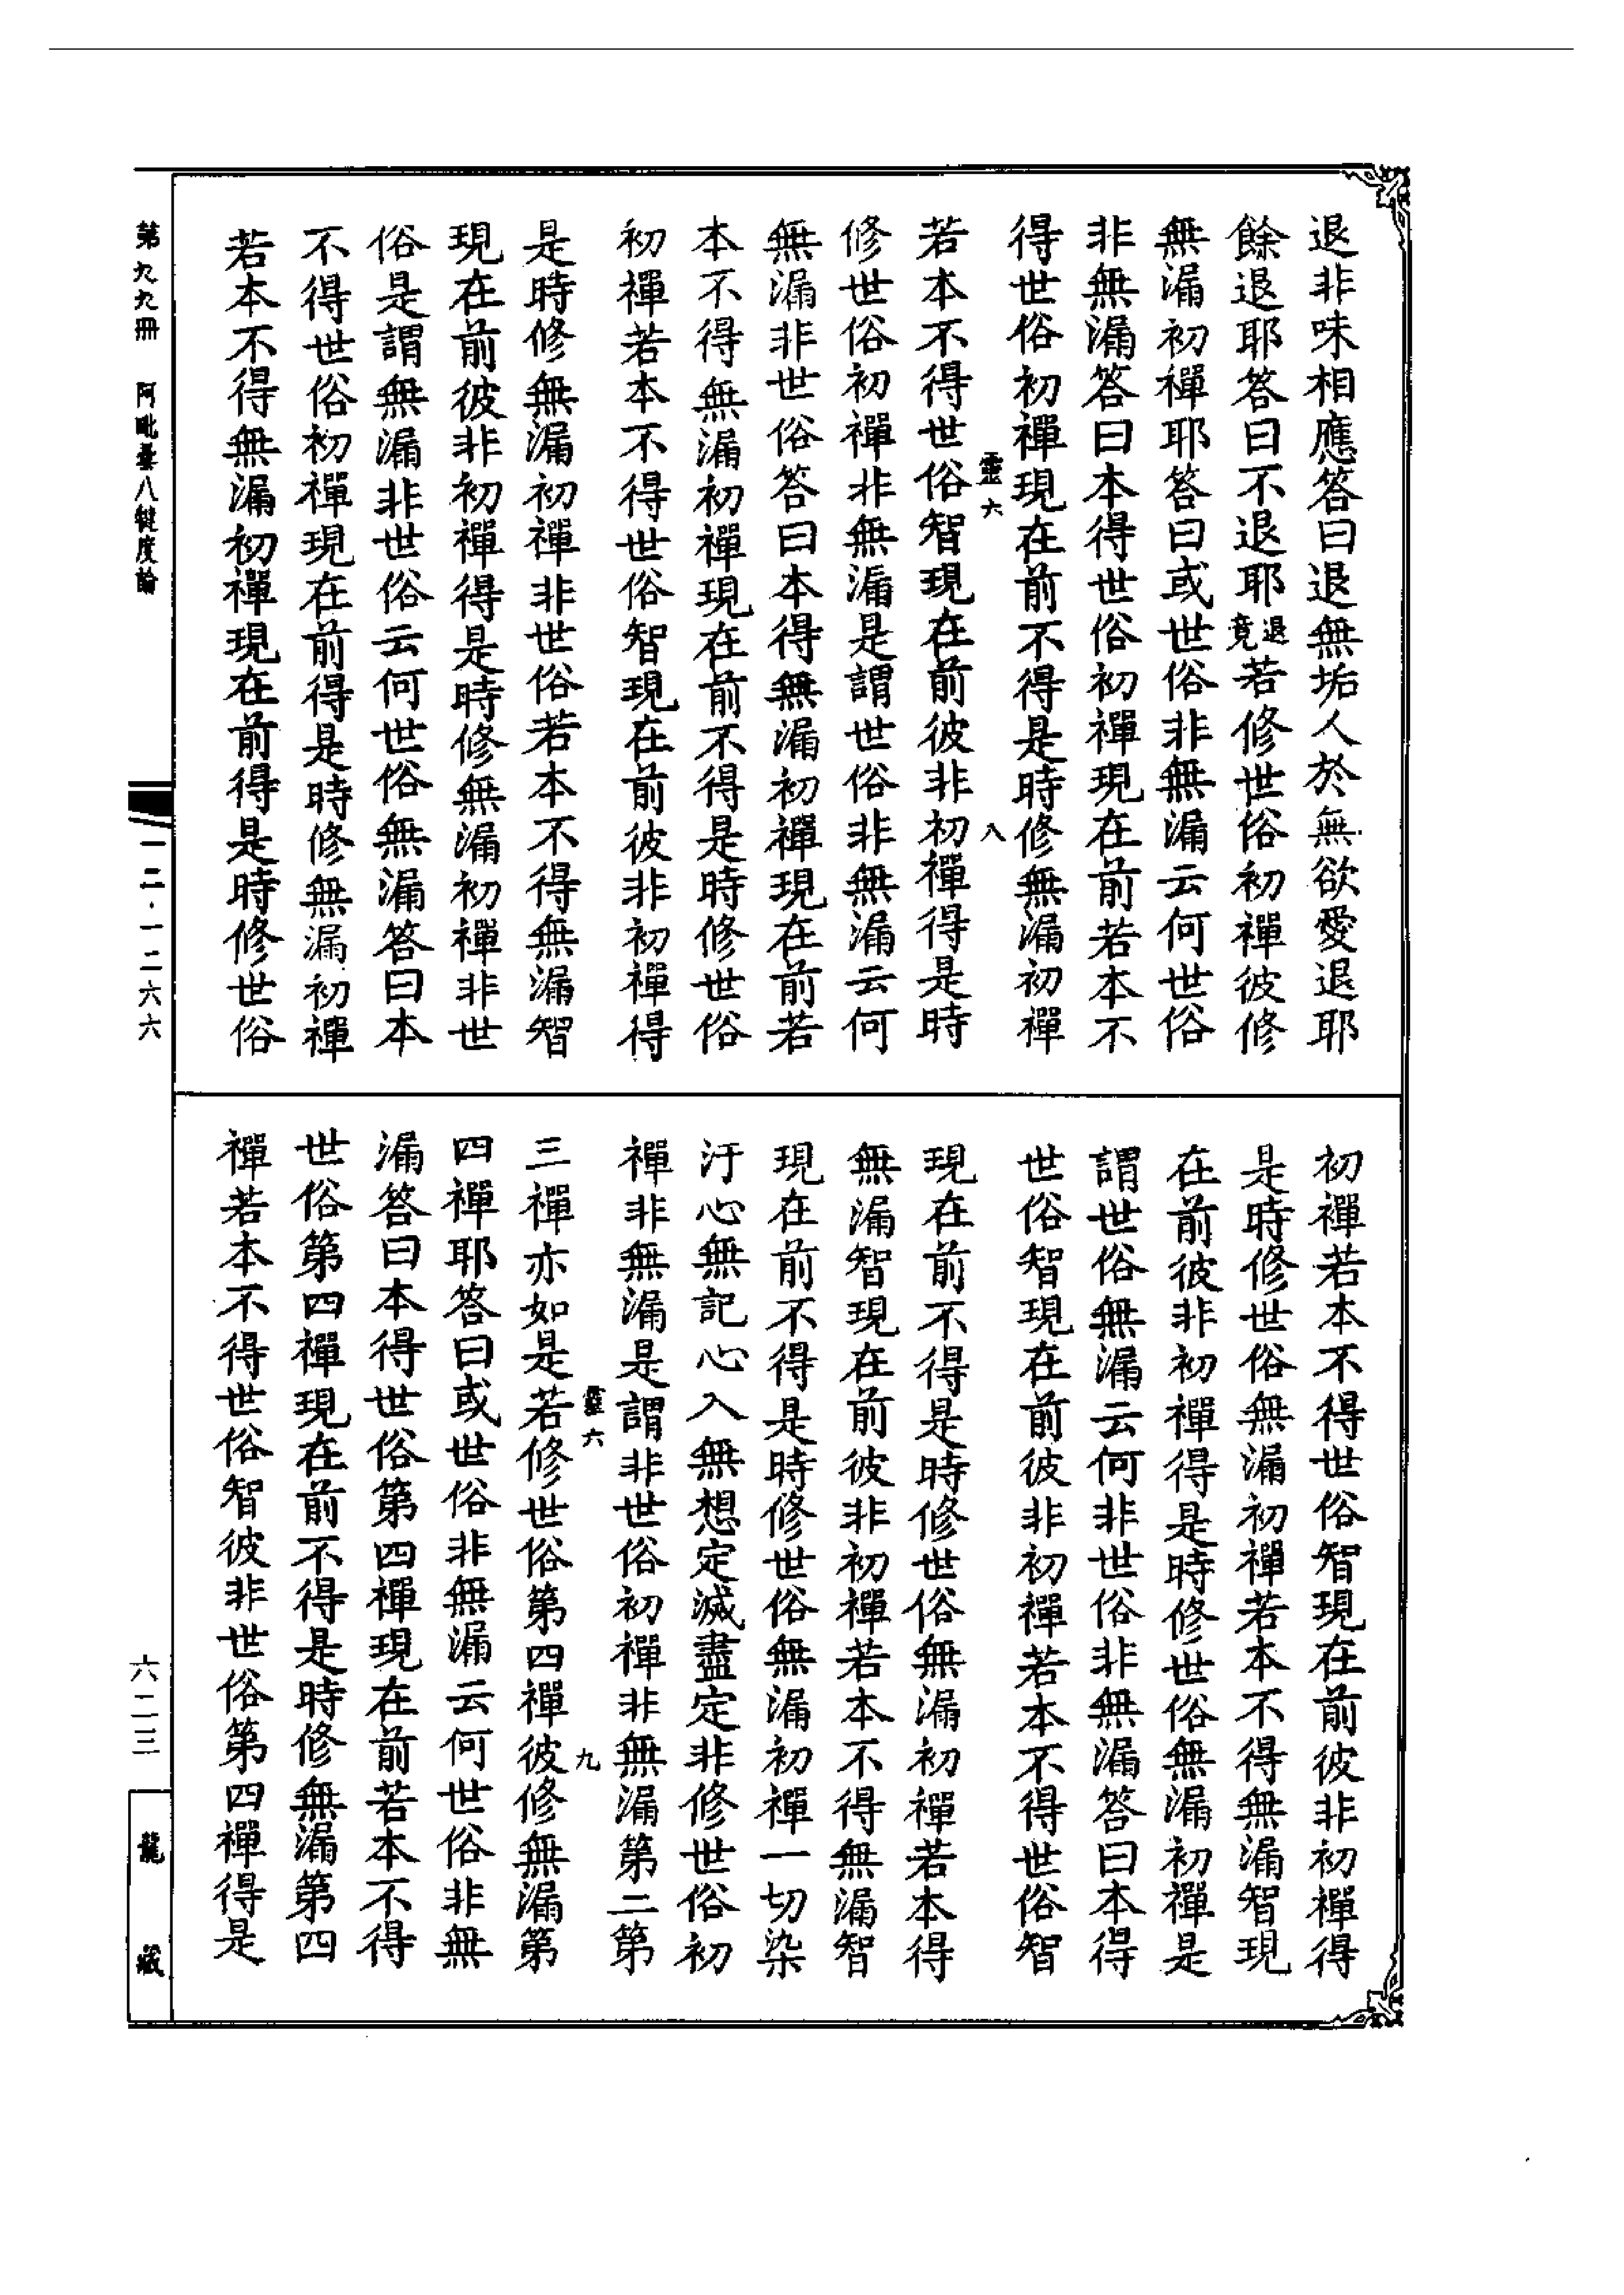 退非味相應答曰退無垢人於無欲愛退耶
餘退耶答曰不退耶退竟若修世俗初禪彼修
無漏初禪耶答曰或世俗非無漏云何世俗
非無漏答曰本得世俗初禪現在前若本不
得世俗初禪現在前不得是時修無漏初禪
靈六 八
若本不得世俗智現在前彼非初禪得是時
修世俗初禪非無漏是謂世俗非無漏云何
無漏非世俗答曰本得無漏初禪現在前若
本不得無漏初禪現在前不得是時修世俗
初禪若本不得世俗智現在前彼非初禪得
是時修無漏初禪非世俗若本不得無漏智
現在前彼非初禪得是時修無漏初禪非世
俗是謂無漏非世俗云何世俗無漏答曰本
不得世俗初禪現在前得是時修無漏初禪
若本不得無漏初禪現在前得是時修世俗
初禪若本不得世俗智現在前彼非初禪得
是時修世俗無漏初禪若本不得無漏智現
在前彼非初禪得是時修世俗無漏初禪是
謂世俗無漏云何非世俗非無漏答曰本得
世俗智現在前彼非初禪若本不得世俗智
現在前不得是時修世俗無漏初禪若本得
無漏智現在前彼非初禪若本不得無漏智
現在前不得是時修世俗無漏初禪一切染
汙心無記心入無想定滅盡定非修世俗初
禪非無漏是謂非世俗初禪非無漏第二第
靈六 九
三禪亦如是若修世俗第四禪彼修無漏第
四禪耶答曰或世俗非無漏云何世俗非無
漏答曰本得世俗第四禪現在前若本不得
世俗第四禪現在前不得是時修無漏第四
禪若本不得世俗智彼非世俗第四禪得是
第九九冊 阿毗曇八犍度論
一二·一二六六
六二三
龍藏